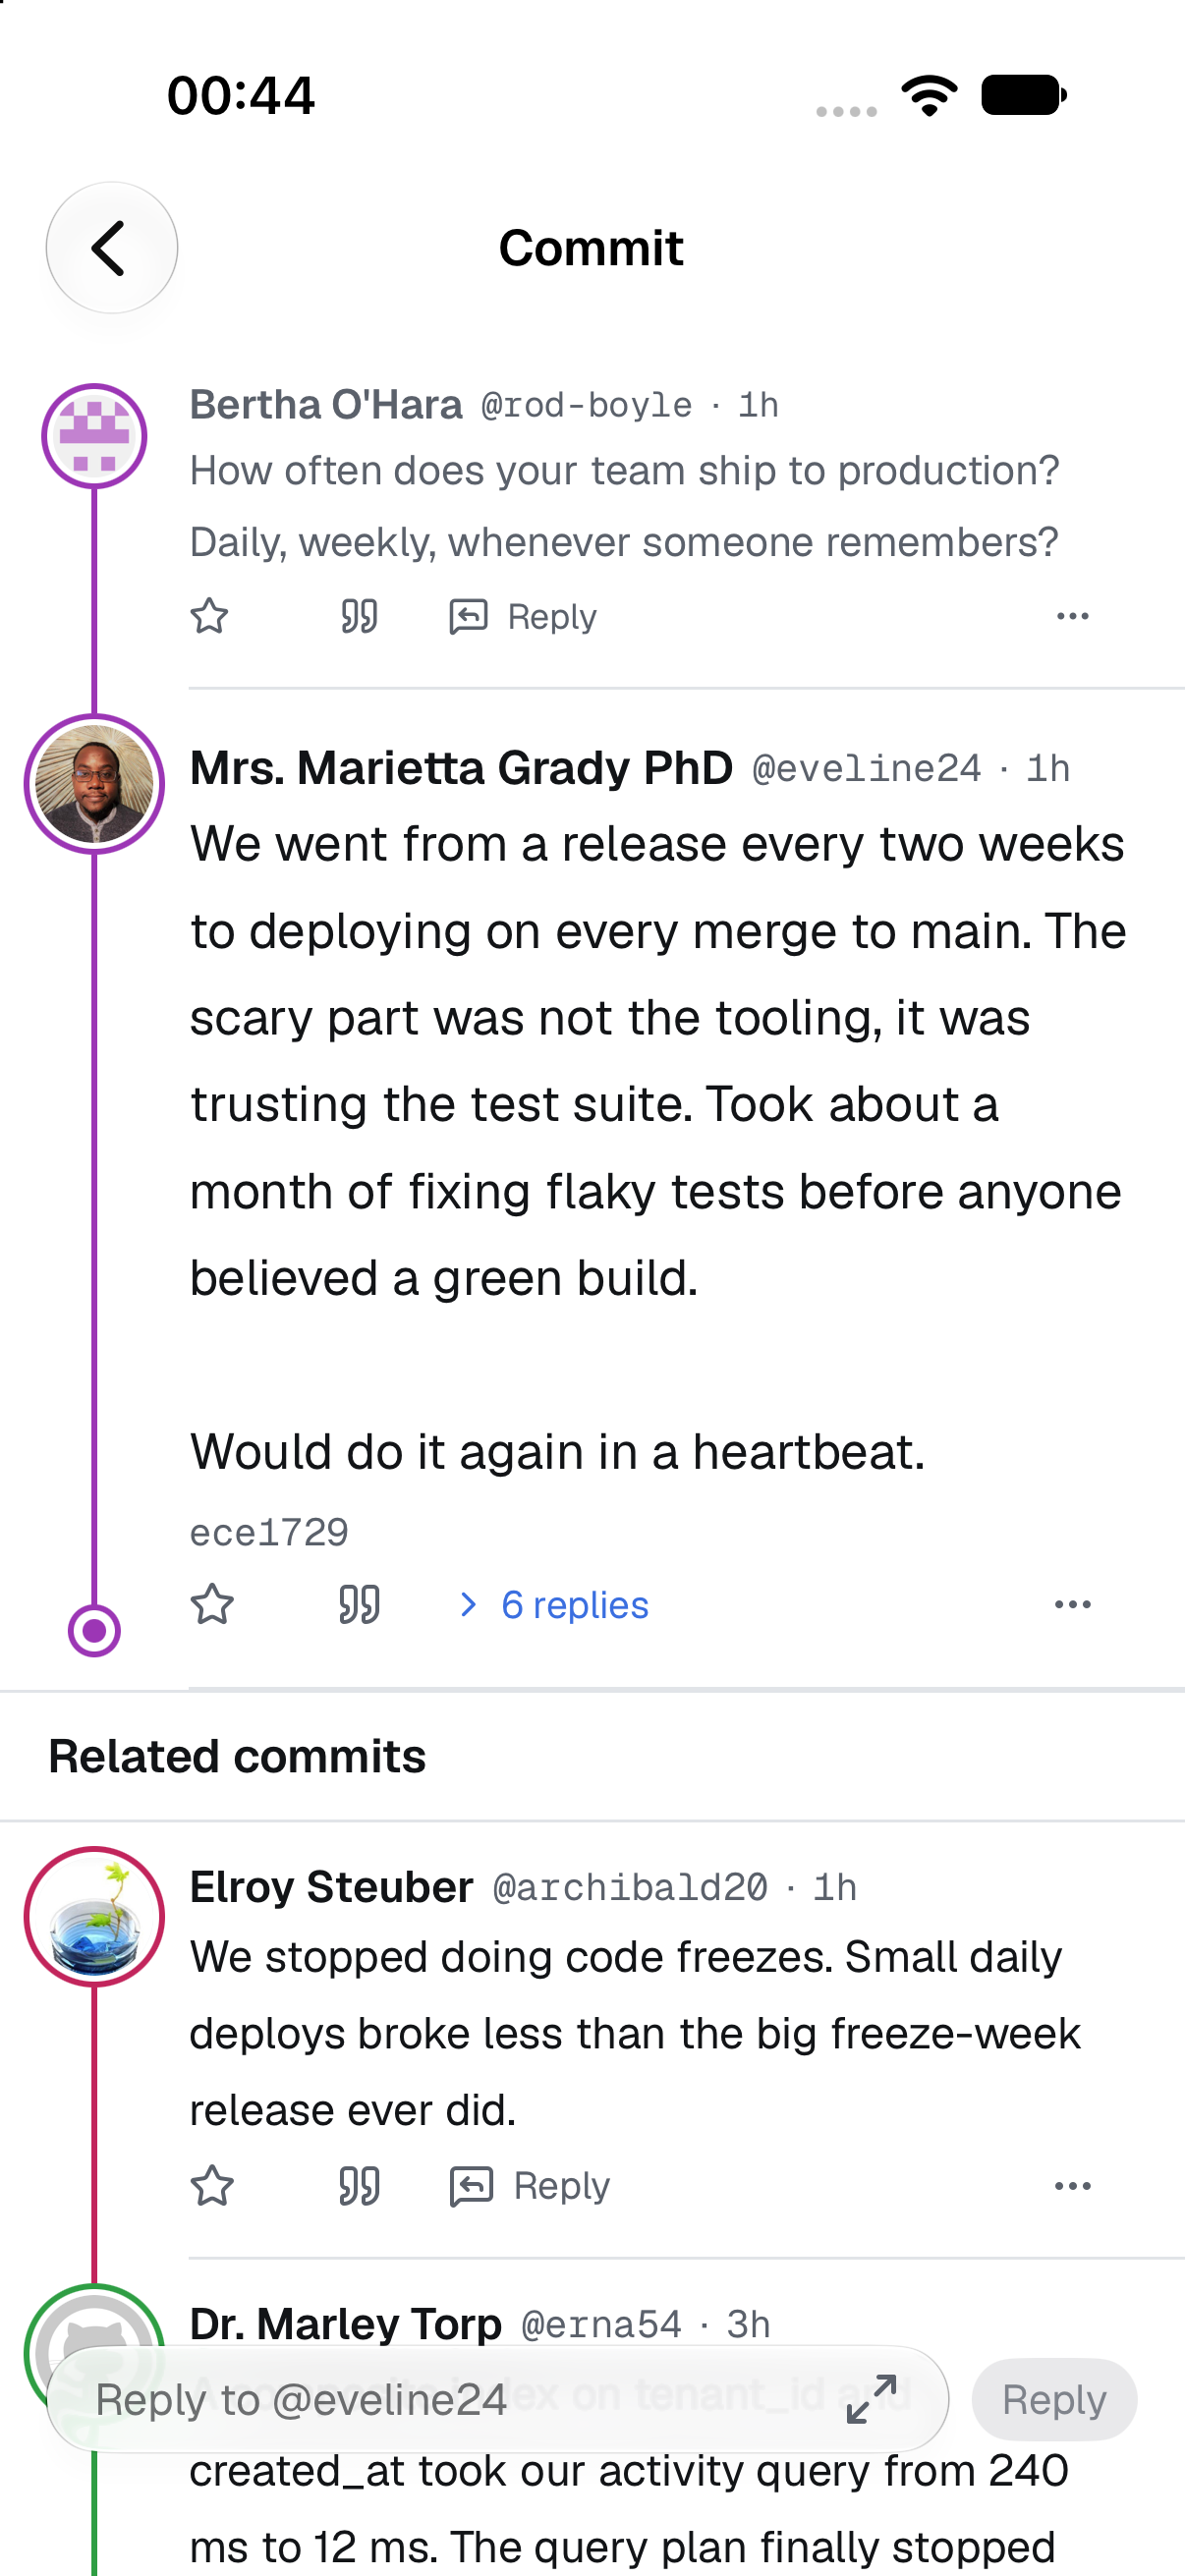 00:44
Commit
Bertha O'Hara @rod-boyle · 1h
How often does your team ship to production?
Daily, weekly, whenever someone remembers?
Reply
Mrs. Marietta Grady PhD @eveline24 · 1h
We went from a release every two weeks
to deploying on every merge to main. The
scary part was not the tooling, it was
trusting the test suite. Took about a
month of fixing flaky tests before anyone
believed a green build.
Would do it again in a heartbeat.
ece1729
6 replies
Related commits
Elroy Steuber @archibald20 · 1h
We stopped doing code freezes. Small daily
deploys broke less than the big freeze-week
release ever did.
Reply
Dr. Marley Torp @erna54 · 3h
A composite index on tenant_id and
Reply to @eveline24
Reply
created_at took our activity query from 240
ms to 12 ms. The query plan finally stopped